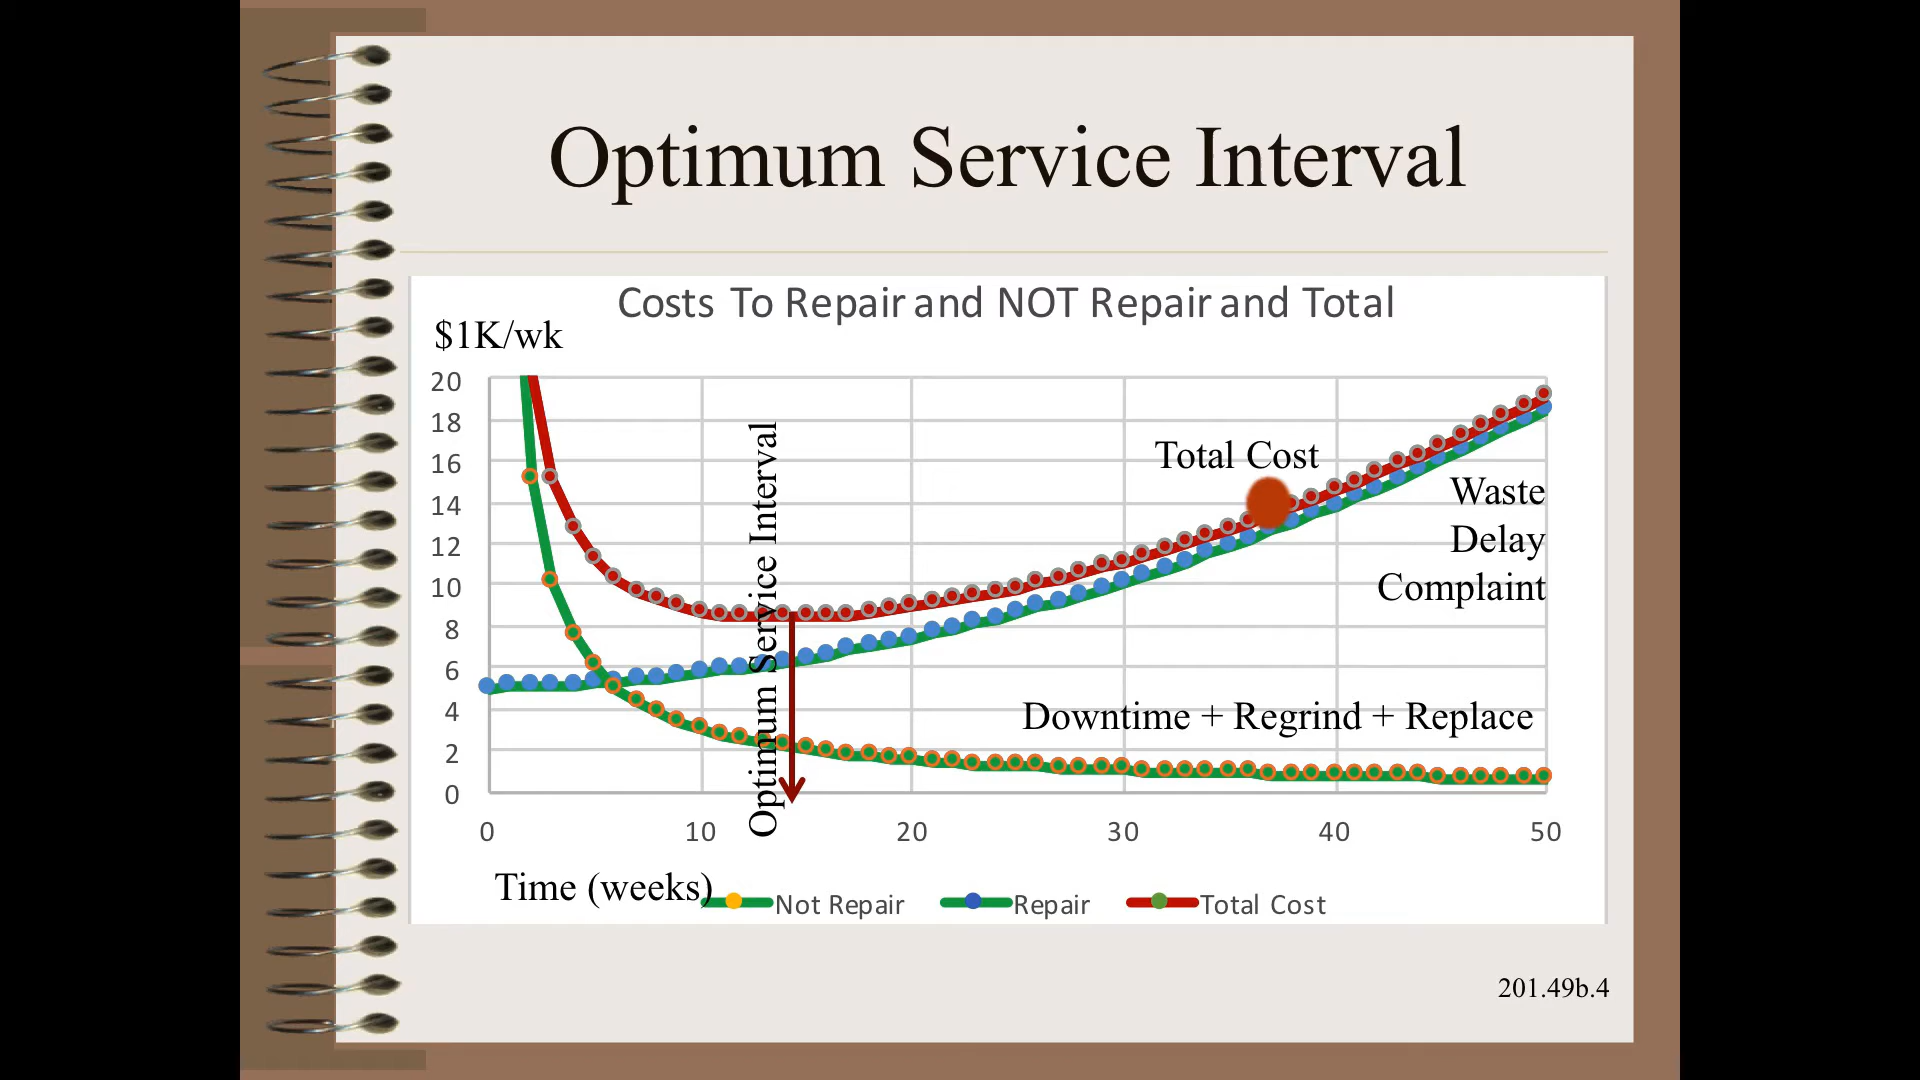 Optimum Service Interval
Costs To Repair and NOT Repair and Total
$1K/wk
20
18
16
14
12
10
8
6
4
2
0
Optimum Service Interval
Total Cost
Waste
Delay
Complaint
Downtime + Regrind + Replace
0 10 20 30 40 50
Time (weeks)
Not Repair Repair Total Cost
201.49b.4